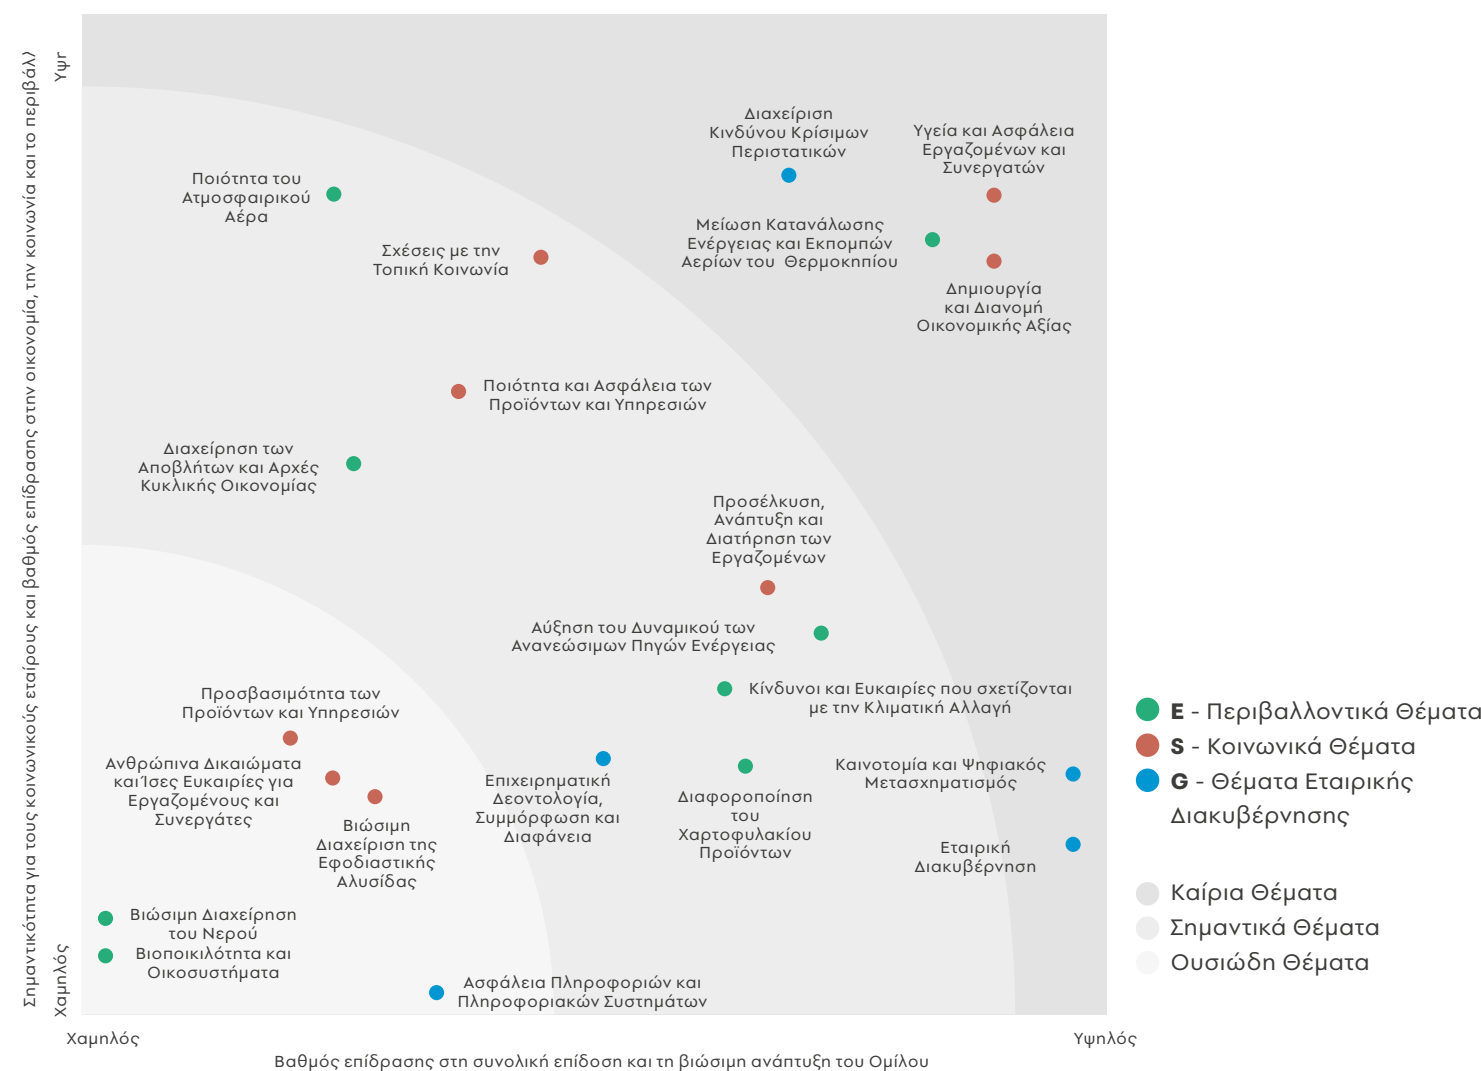 Σημαντικότητα για τους κοινωνικούς εταίρους και βαθμός επίδρασης στην οικονομία, την κοινωνία και το περιβάλ
Υψη
Διαχείριση
Κινδύνου Κρίσιμων
Περιστατικών
Υγεία και Ασφάλεια
Εργαζομένων και
Συνεργατών
Ποιότητα του
Ατμοσφαιρικού
Αέρα
Μείωση Κατανάλωσης
Ενέργειας και Εκπομπών
Αερίων του Θερμοκηπίου
Σχέσεις με την
Τοπική Κοινωνία
Δημιουργία
και Διανομή
Οικονομικής Αξίας
Ποιότητα και Ασφάλεια των
Προϊόντων και Υπηρεσιών
Διαχείρηση των
Αποβλήτων και Αρχές
Κυκλικής Οικονομίας
Προσέλκυση,
Ανάπτυξη και
Διατήρηση των
Εργαζομένων
Αύξηση του Δυναμικού των
Ανανεώσιμων Πηγών Ενέργειας
Κίνδυνοι και Ευκαιρίες που σχετίζονται
με την Κλιματική Αλλαγή
Προσβασιμότητα των
Προϊόντων και Υπηρεσιών
Ανθρώπινα Δικαιώματα
και Ίσες Ευκαιρίες για
Εργαζομένους και
Συνεργάτες
Βιώσιμη
Διαχείριση της
Εφοδιαστικής
Αλυσίδας
Επιχειρηματική
Δεοντολογία,
Συμμόρφωση και
Διαφάνεια
Διαφοροποίηση
του
Χαρτοφυλακίου
Προϊόντων
Καινοτομία και Ψηφιακός
Μετασχηματισμός
Εταιρική
Διακυβέρνηση
Βιώσιμη Διαχείρηση
του Νερού
Βιοποικιλότητα και
Οικοσυστήματα
Ασφάλεια Πληροφοριών και
Πληροφοριακών Συστημάτων
Χαμηλός
Χαμηλός
Υψηλός
Βαθμός επίδρασης στη συνολική επίδοση και τη βιώσιμη ανάπτυξη του Ομίλου
E - Περιβαλλοντικά Θέματα
S - Κοινωνικά Θέματα
G - Θέματα Εταιρικής
Διακυβέρνησης
Καίρια Θέματα
Σημαντικά Θέματα
Ουσιώδη Θέματα